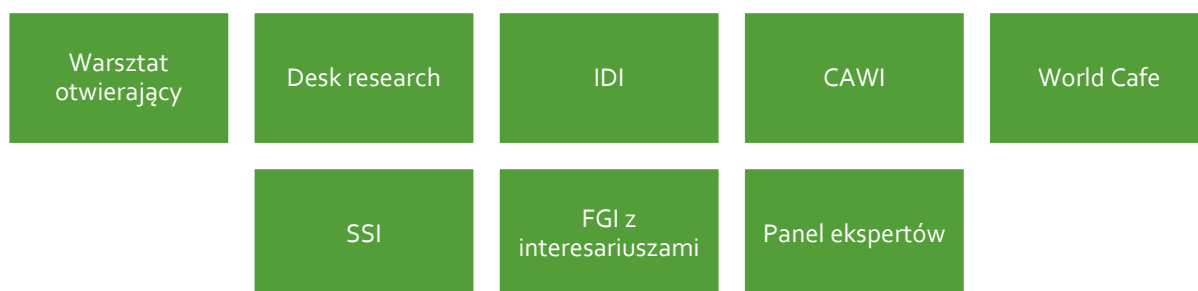 Warsztat
otwierający
Desk research
IDI
CAWI
World Cafe
SSI
FGI z
interesariuszami
Panel ekspertów